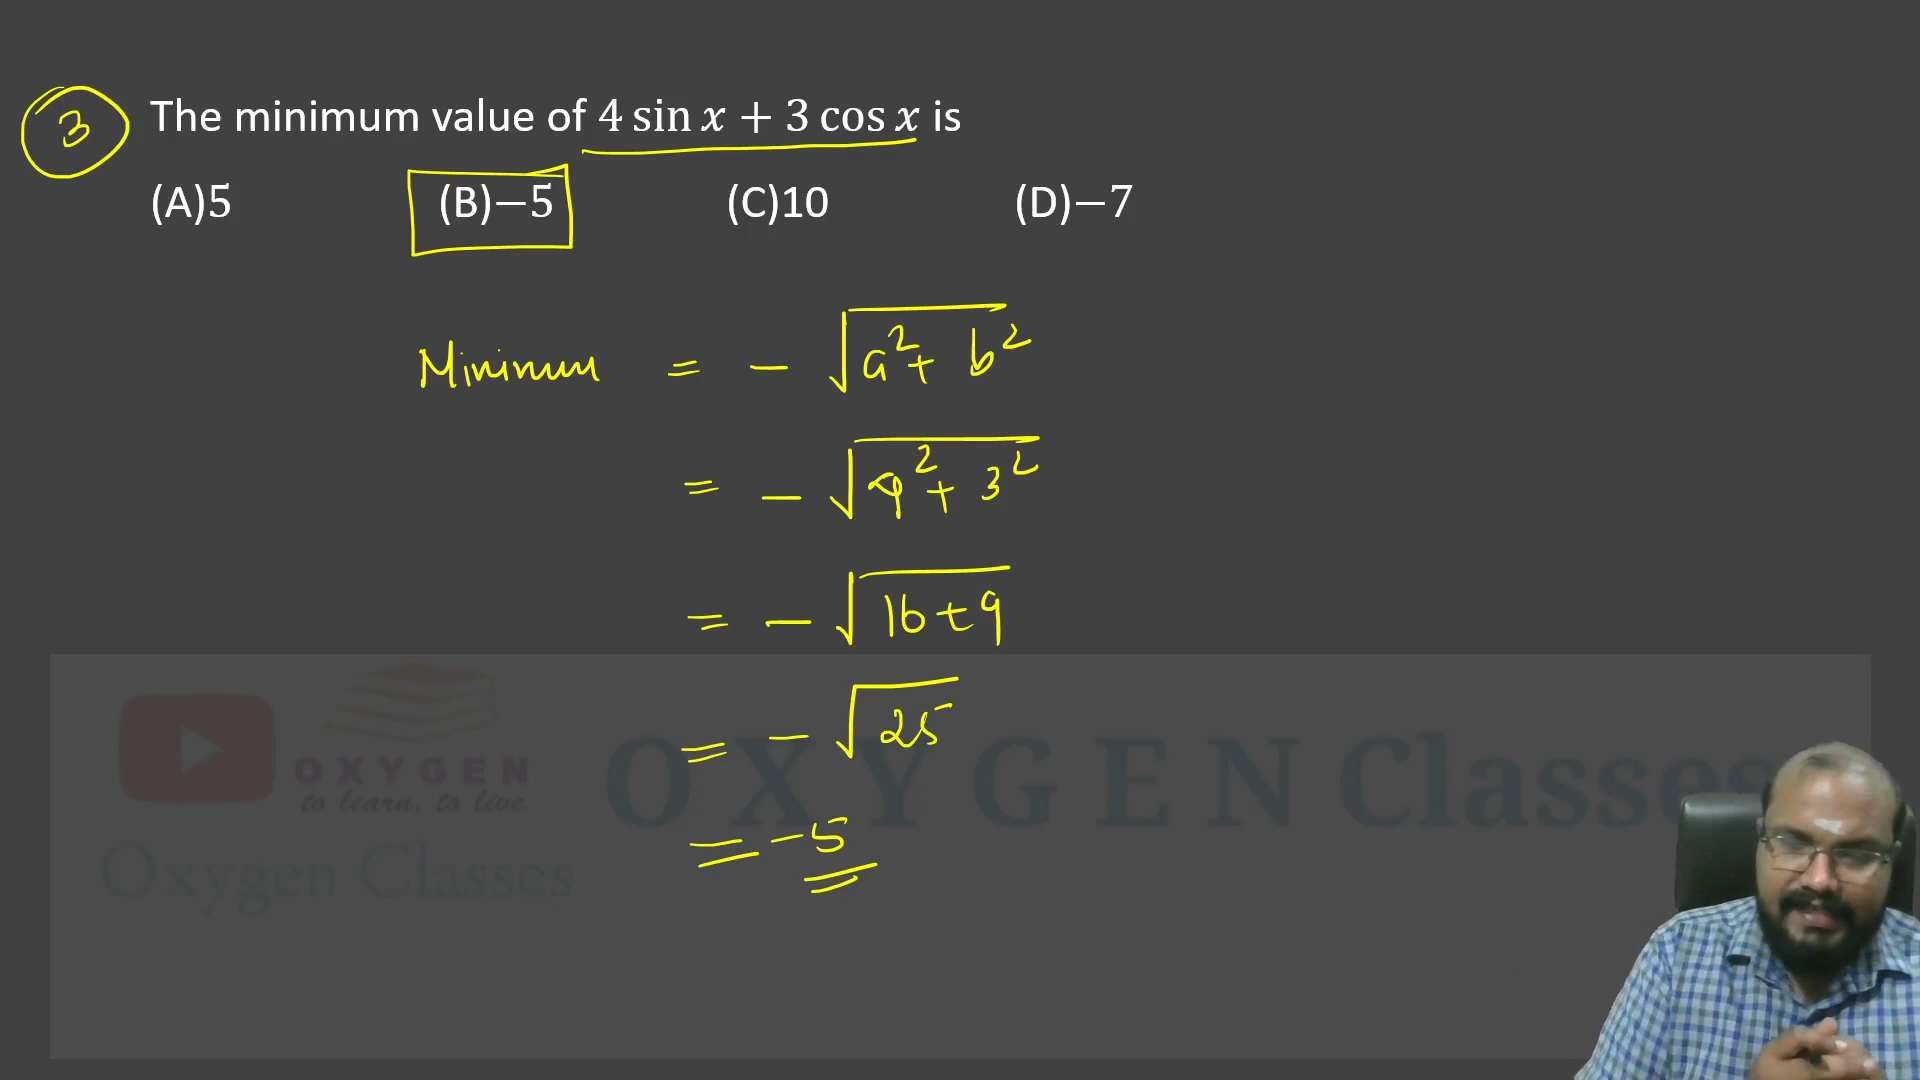 3 The minimum value of 4 sin x + 3 cos x is
(A)5 (B)−5 (C)10 (D)−7
Minimum = − √a² + b²
= − √4² + 3²
= − √16 + 9
= − √25
= −5
OXYGEN
to learn, to live
OXYGEN Classes
Oxygen Classes